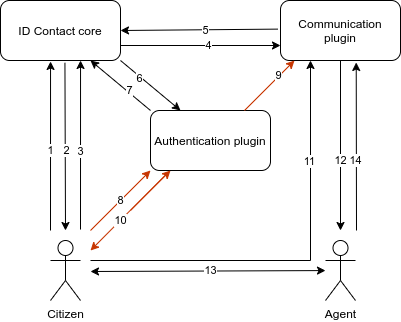 ID Contact core
Communication
plugin
5
4
6
7
9
Authentication plugin
1
2
3
8
10
11
12
14
13
Citizen
Agent